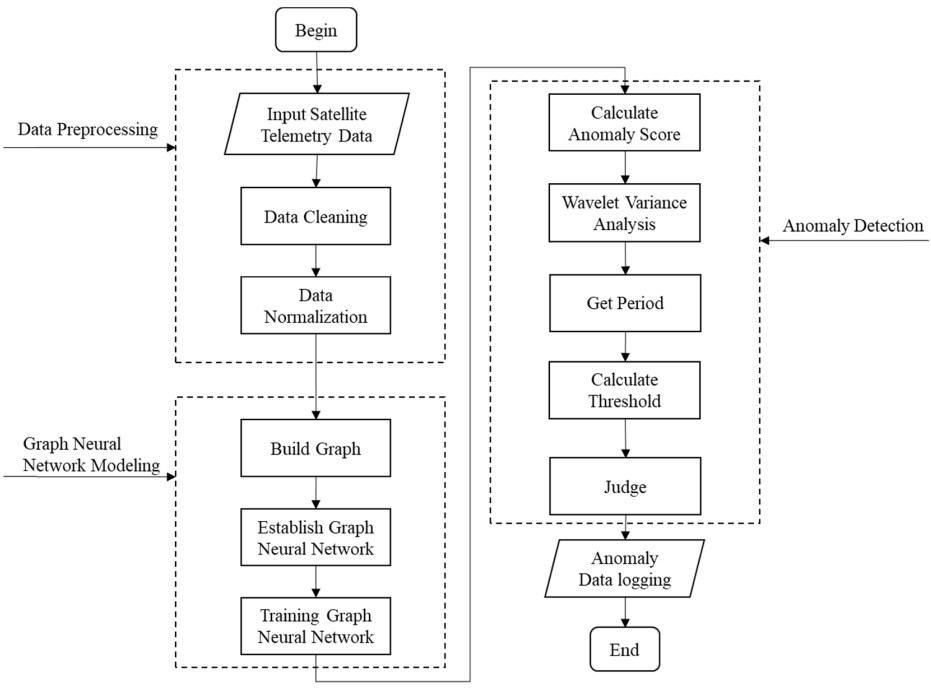 Begin
Data Preprocessing
Input Satellite
Telemetry Data
Data Cleaning
Data
Normalization
Graph Neural
Network Modeling
Build Graph
Establish Graph
Neural Network
Training Graph
Neural Network
Calculate
Anomaly Score
Wavelet Variance
Analysis
Anomaly Detection
Get Period
Calculate
Threshold
Judge
Anomaly
Data logging
End